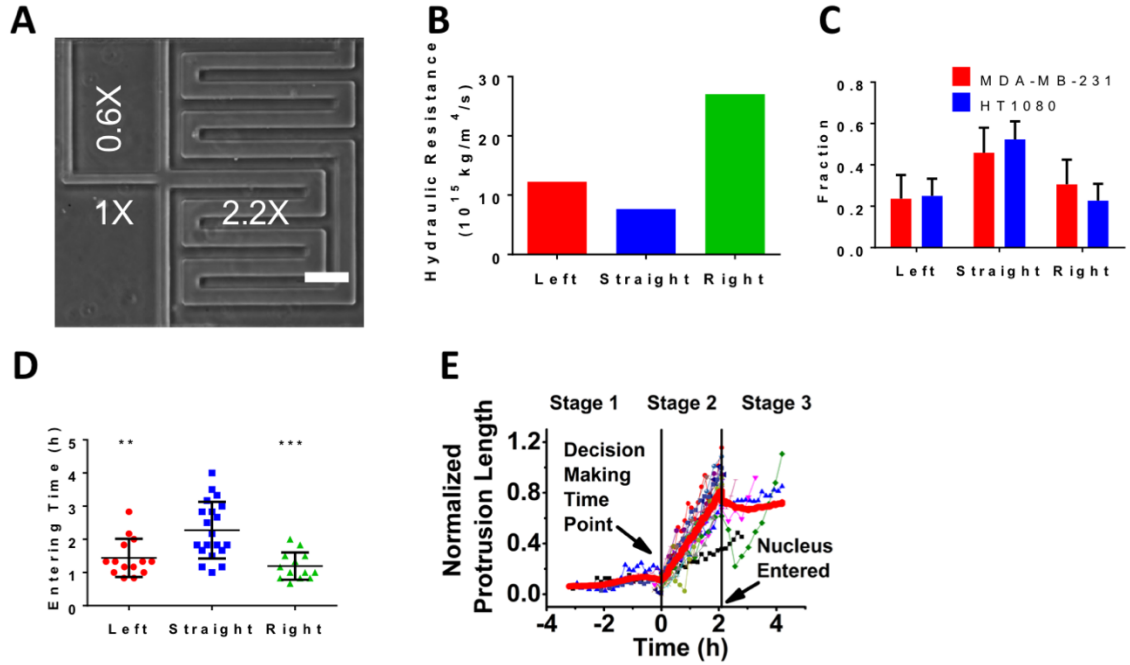 A
0.6X
1X
2.2X
B
Hydraulic Resistance
(10^15 kg/m^4/s)
30
20
10
0
Left Straight Right
C
MDA-MB-231
HT1080
Fraction
0.8
0.6
0.4
0.2
0.0
Left Straight Right
D
Entering Time (h)
5
4
3
2
1
0
** ***
Left Straight Right
E
Stage 1 Stage 2 Stage 3
Normalized
Protrusion Length
1.2
0.8
0.4
0.0
Decision
Making
Time
Point
Nucleus
Entered
-4 -2 0 2 4
Time (h)